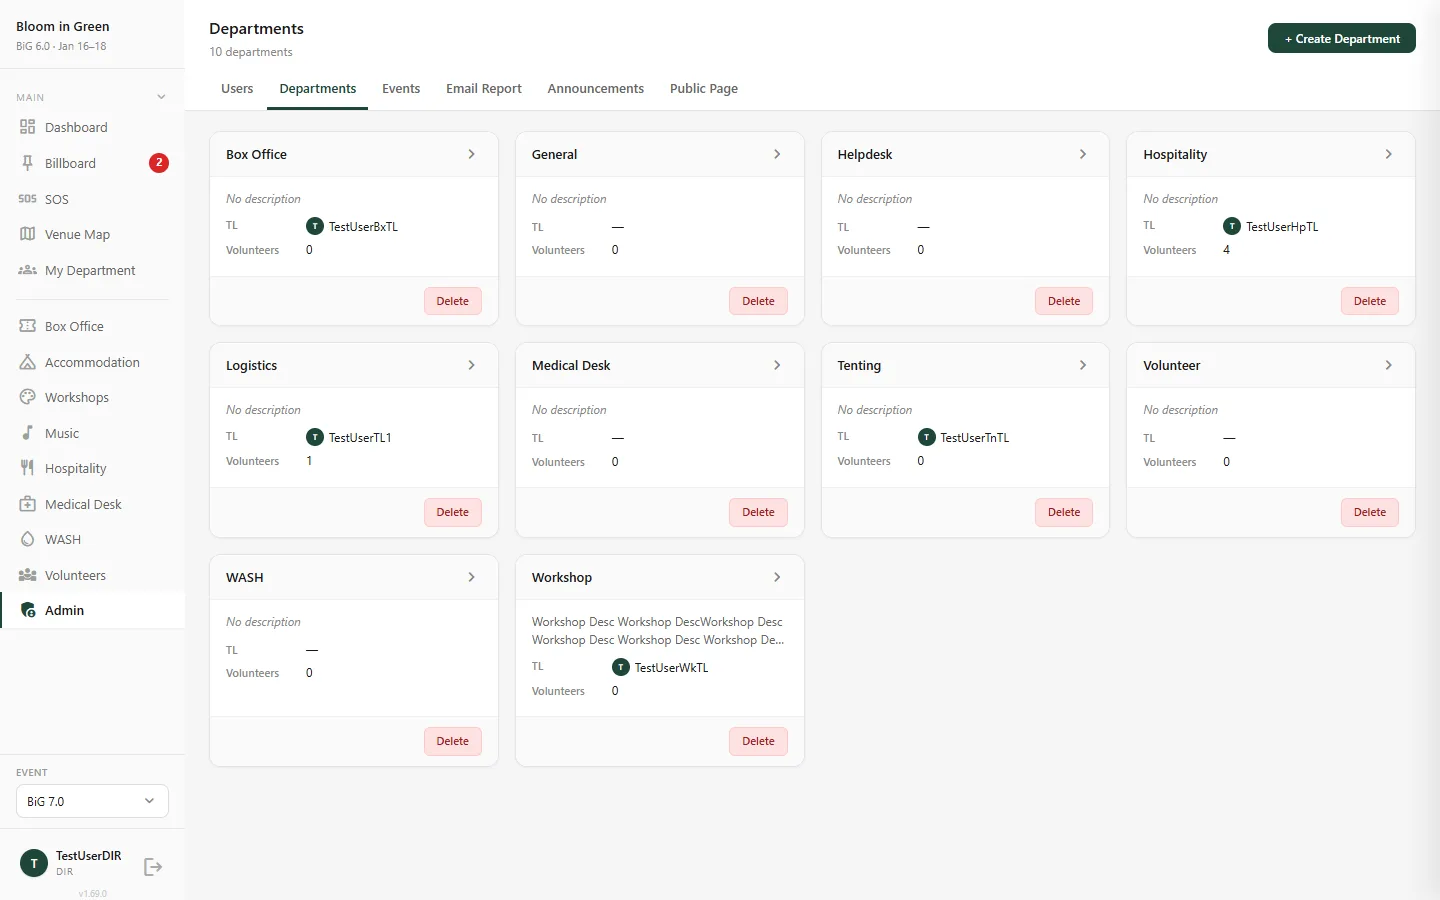 Bloom in Green
BiG 6.0 · Jan 16–18
MAIN
Dashboard
Billboard
2
SOS
SOS
Venue Map
My Department
Box Office
Accommodation
Workshops
Music
Hospitality
Medical Desk
WASH
Volunteers
Admin
EVENT
BiG 7.0
T
TestUserDIR
DIR
v1.69.0
Departments
10 departments
+ Create Department
Users
Departments
Events
Email Report
Announcements
Public Page
Box Office
No description
TL
T TestUserBxTL
Volunteers
0
Delete
General
No description
TL
—
Volunteers
0
Delete
Helpdesk
No description
TL
—
Volunteers
0
Delete
Hospitality
No description
TL
T TestUserHpTL
Volunteers
4
Delete
Logistics
No description
TL
T TestUserTL1
Volunteers
1
Delete
Medical Desk
No description
TL
—
Volunteers
0
Delete
Tenting
No description
TL
T TestUserTnTL
Volunteers
0
Delete
Volunteer
No description
TL
—
Volunteers
0
Delete
WASH
No description
TL
—
Volunteers
0
Delete
Workshop
Workshop Desc Workshop DescWorkshop Desc
Workshop Desc Workshop Desc Workshop De...
TL
T TestUserWkTL
Volunteers
0
Delete